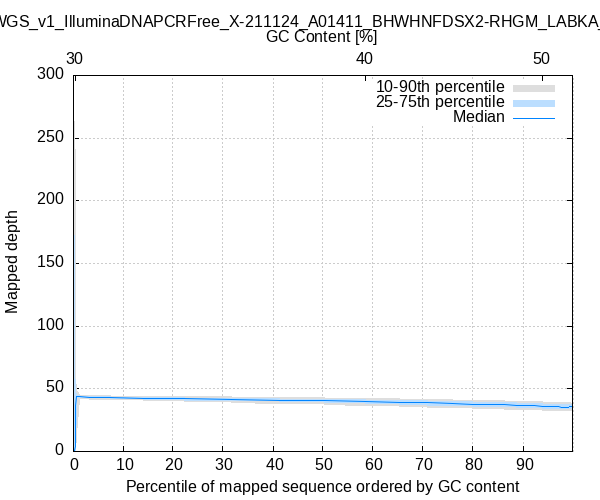 WGS_v1_IlluminaDNAPCRFree_X-211124_A01411_BHWHNFDSX2-RHGM_LABKA_
GC Content [%]
30 40 50
300
250
200
150
100
50
0
10-90th percentile
25-75th percentile
Median
Mapped depth
0 10 20 30 40 50 60 70 80 90
Percentile of mapped sequence ordered by GC content